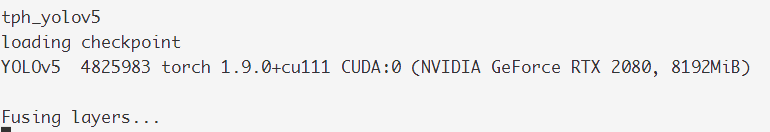 tph_yolov5
loading checkpoint
YOLOv5  4825983 torch 1.9.0+cu111 CUDA:0 (NVIDIA GeForce RTX 2080, 8192MiB)
Fusing layers...